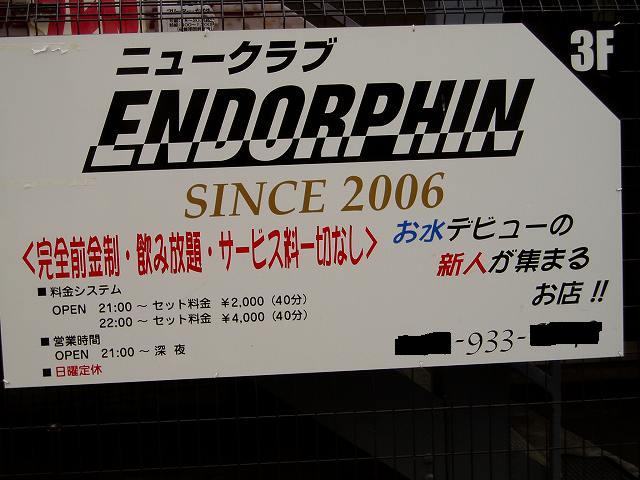 ニュークラブ
3F
ENDORPHIN
SINCE 2006
<完全前金制・飲み放題・サービス料一切なし>
お水デビューの
新人が集まる
お店!!
■ 料金システム
OPEN 21:00 ～ セット料金 ¥2,000 (40分)
22:00 ～ セット料金 ¥4,000 (40分)
■ 営業時間
OPEN 21:00 ～ 深 夜
■ 日曜定休
-933-